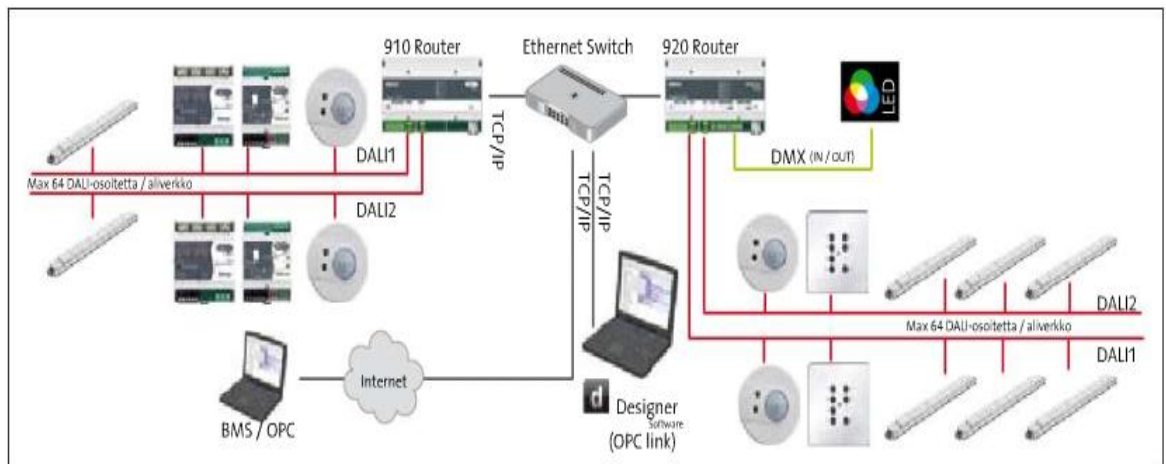 910 Router
Ethernet Switch
920 Router
LED
TCP/IP
DMX (IN / OUT)
DALI1
Max 64 DALI-osoitetta / aliverkko
DALI2
TCP/IP
TCP/IP
DALI2
Max 64 DALI-osoitetta / aliverkko
DALI1
Internet
BMS / OPC
d Designer
Software
(OPC link)